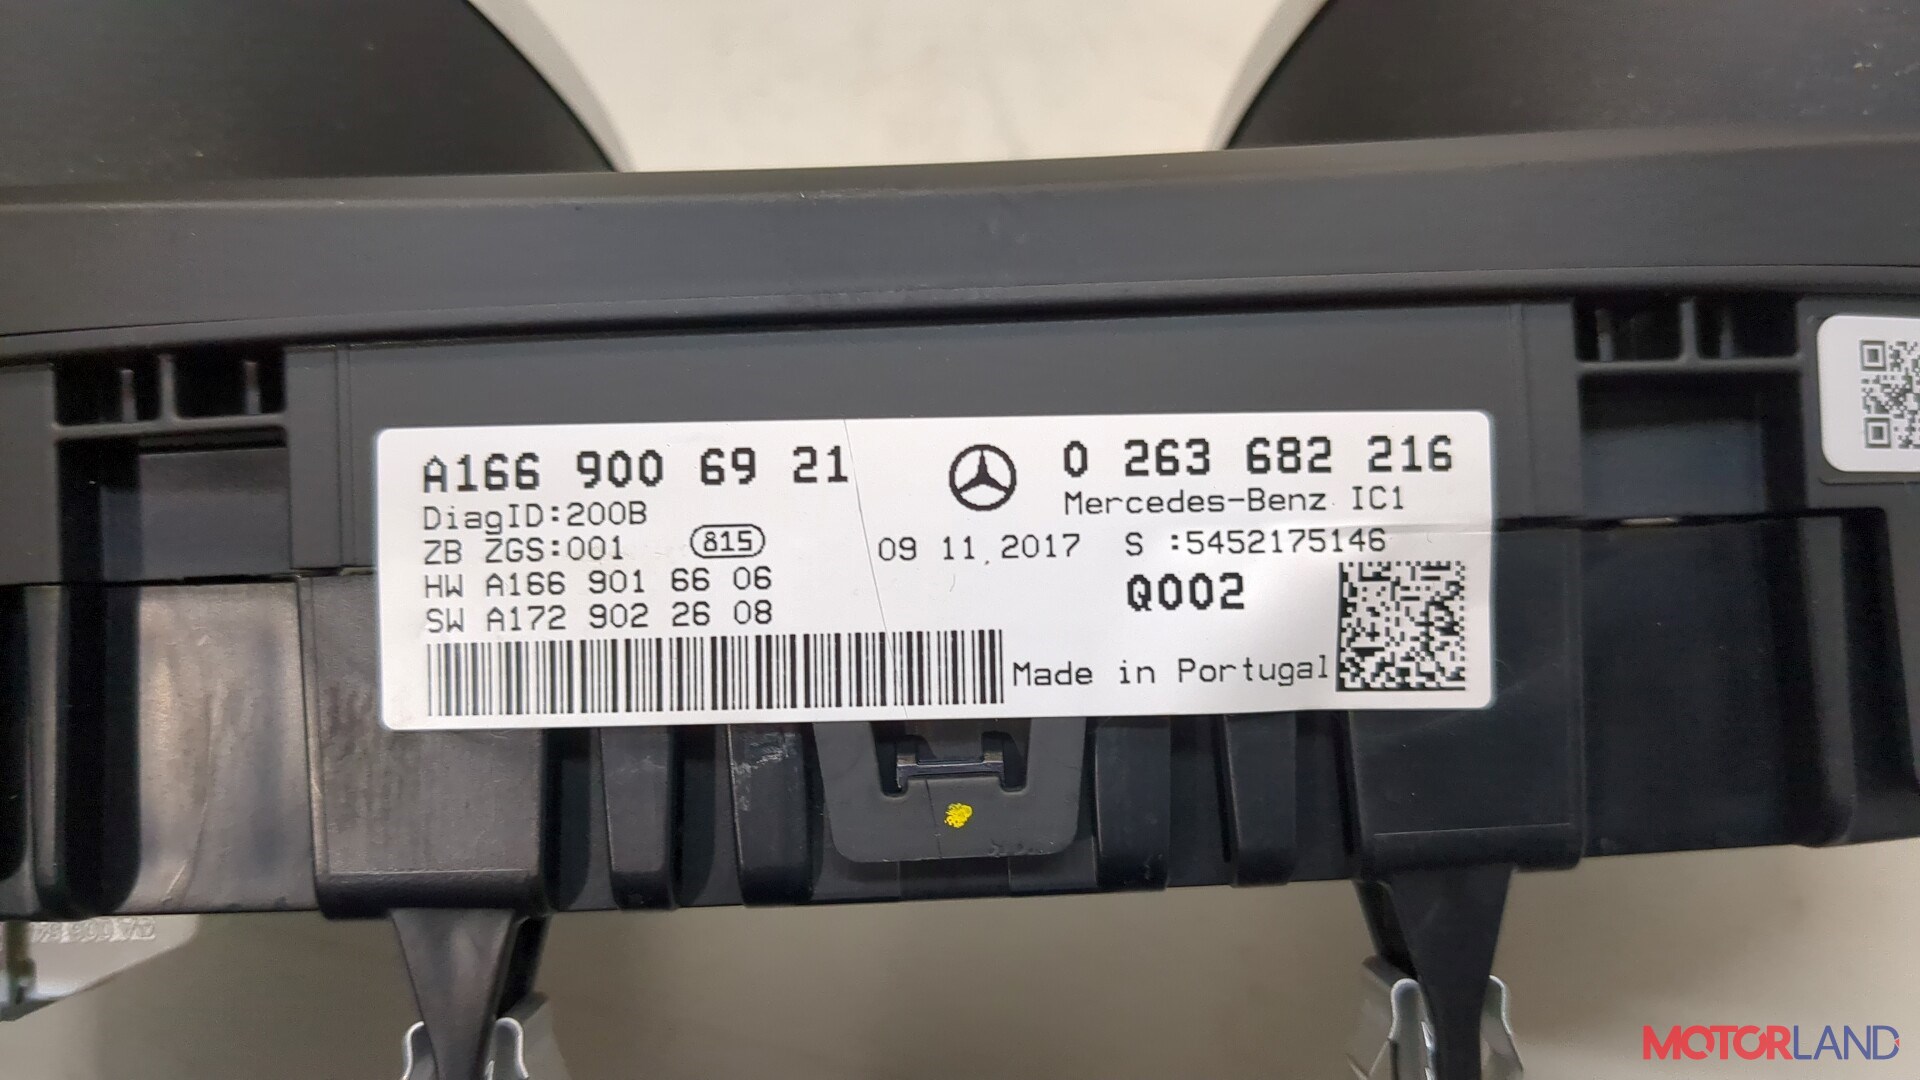 A166 900 69 21
DiagID:200B
ZB ZGS:001 815
HW A166 901 66 06
SW A172 902 26 08
0 263 682 216
Mercedes-Benz IC1
09 11.2017 S :5452175146
Q002
Made in Portugal
MOTORLAND